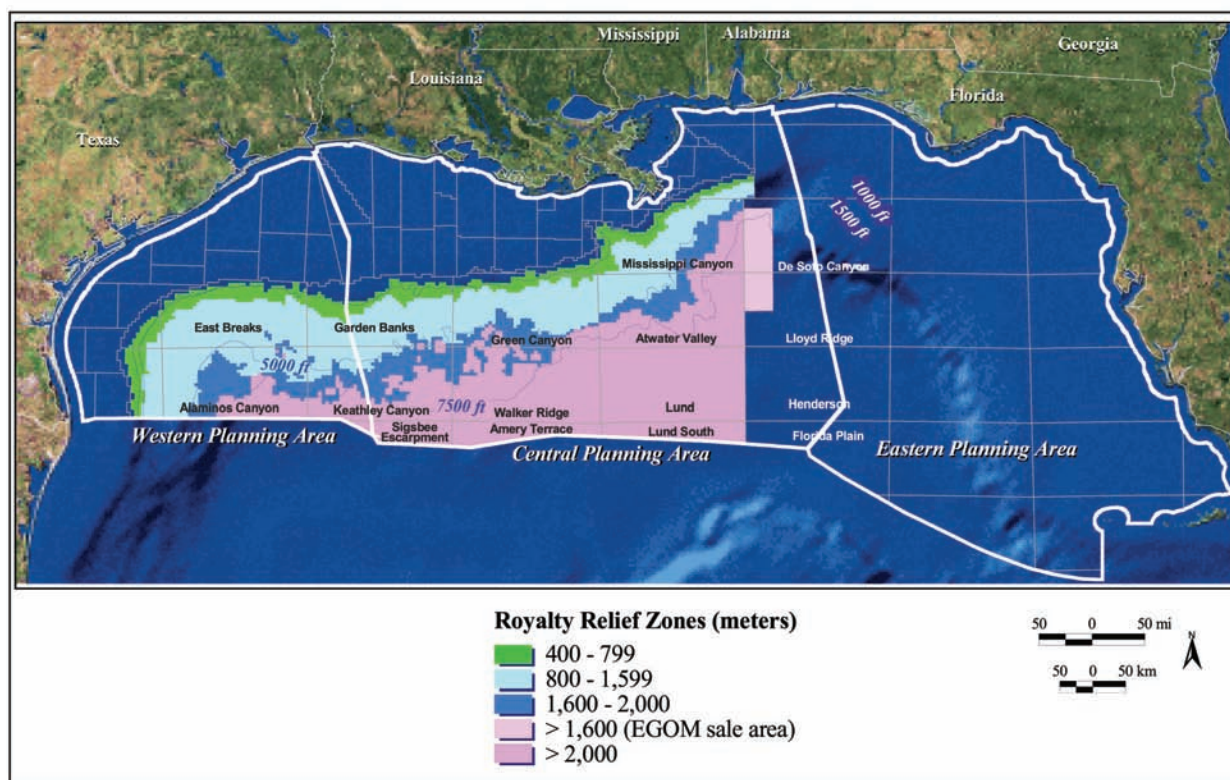 Mississippi
Alabama
Georgia
Louisiana
Florida
Texas
1000 ft
1500 ft
Mississippi Canyon
De Soto Canyon
East Breaks
Garden Banks
Green Canyon
Atwater Valley
Lloyd Ridge
5000 ft
Alaminos Canyon
Keathley Canyon
7500 ft
Walker Ridge
Lund
Henderson
Sigsbee
Escarpment
Amery Terrace
Lund South
Florida Plain
Western Planning Area
Central Planning Area
Eastern Planning Area
Royalty Relief Zones (meters)
400 - 799
800 - 1,599
1,600 - 2,000
> 1,600 (EGOM sale area)
> 2,000
50 0 50 mi
50 0 50 km
N